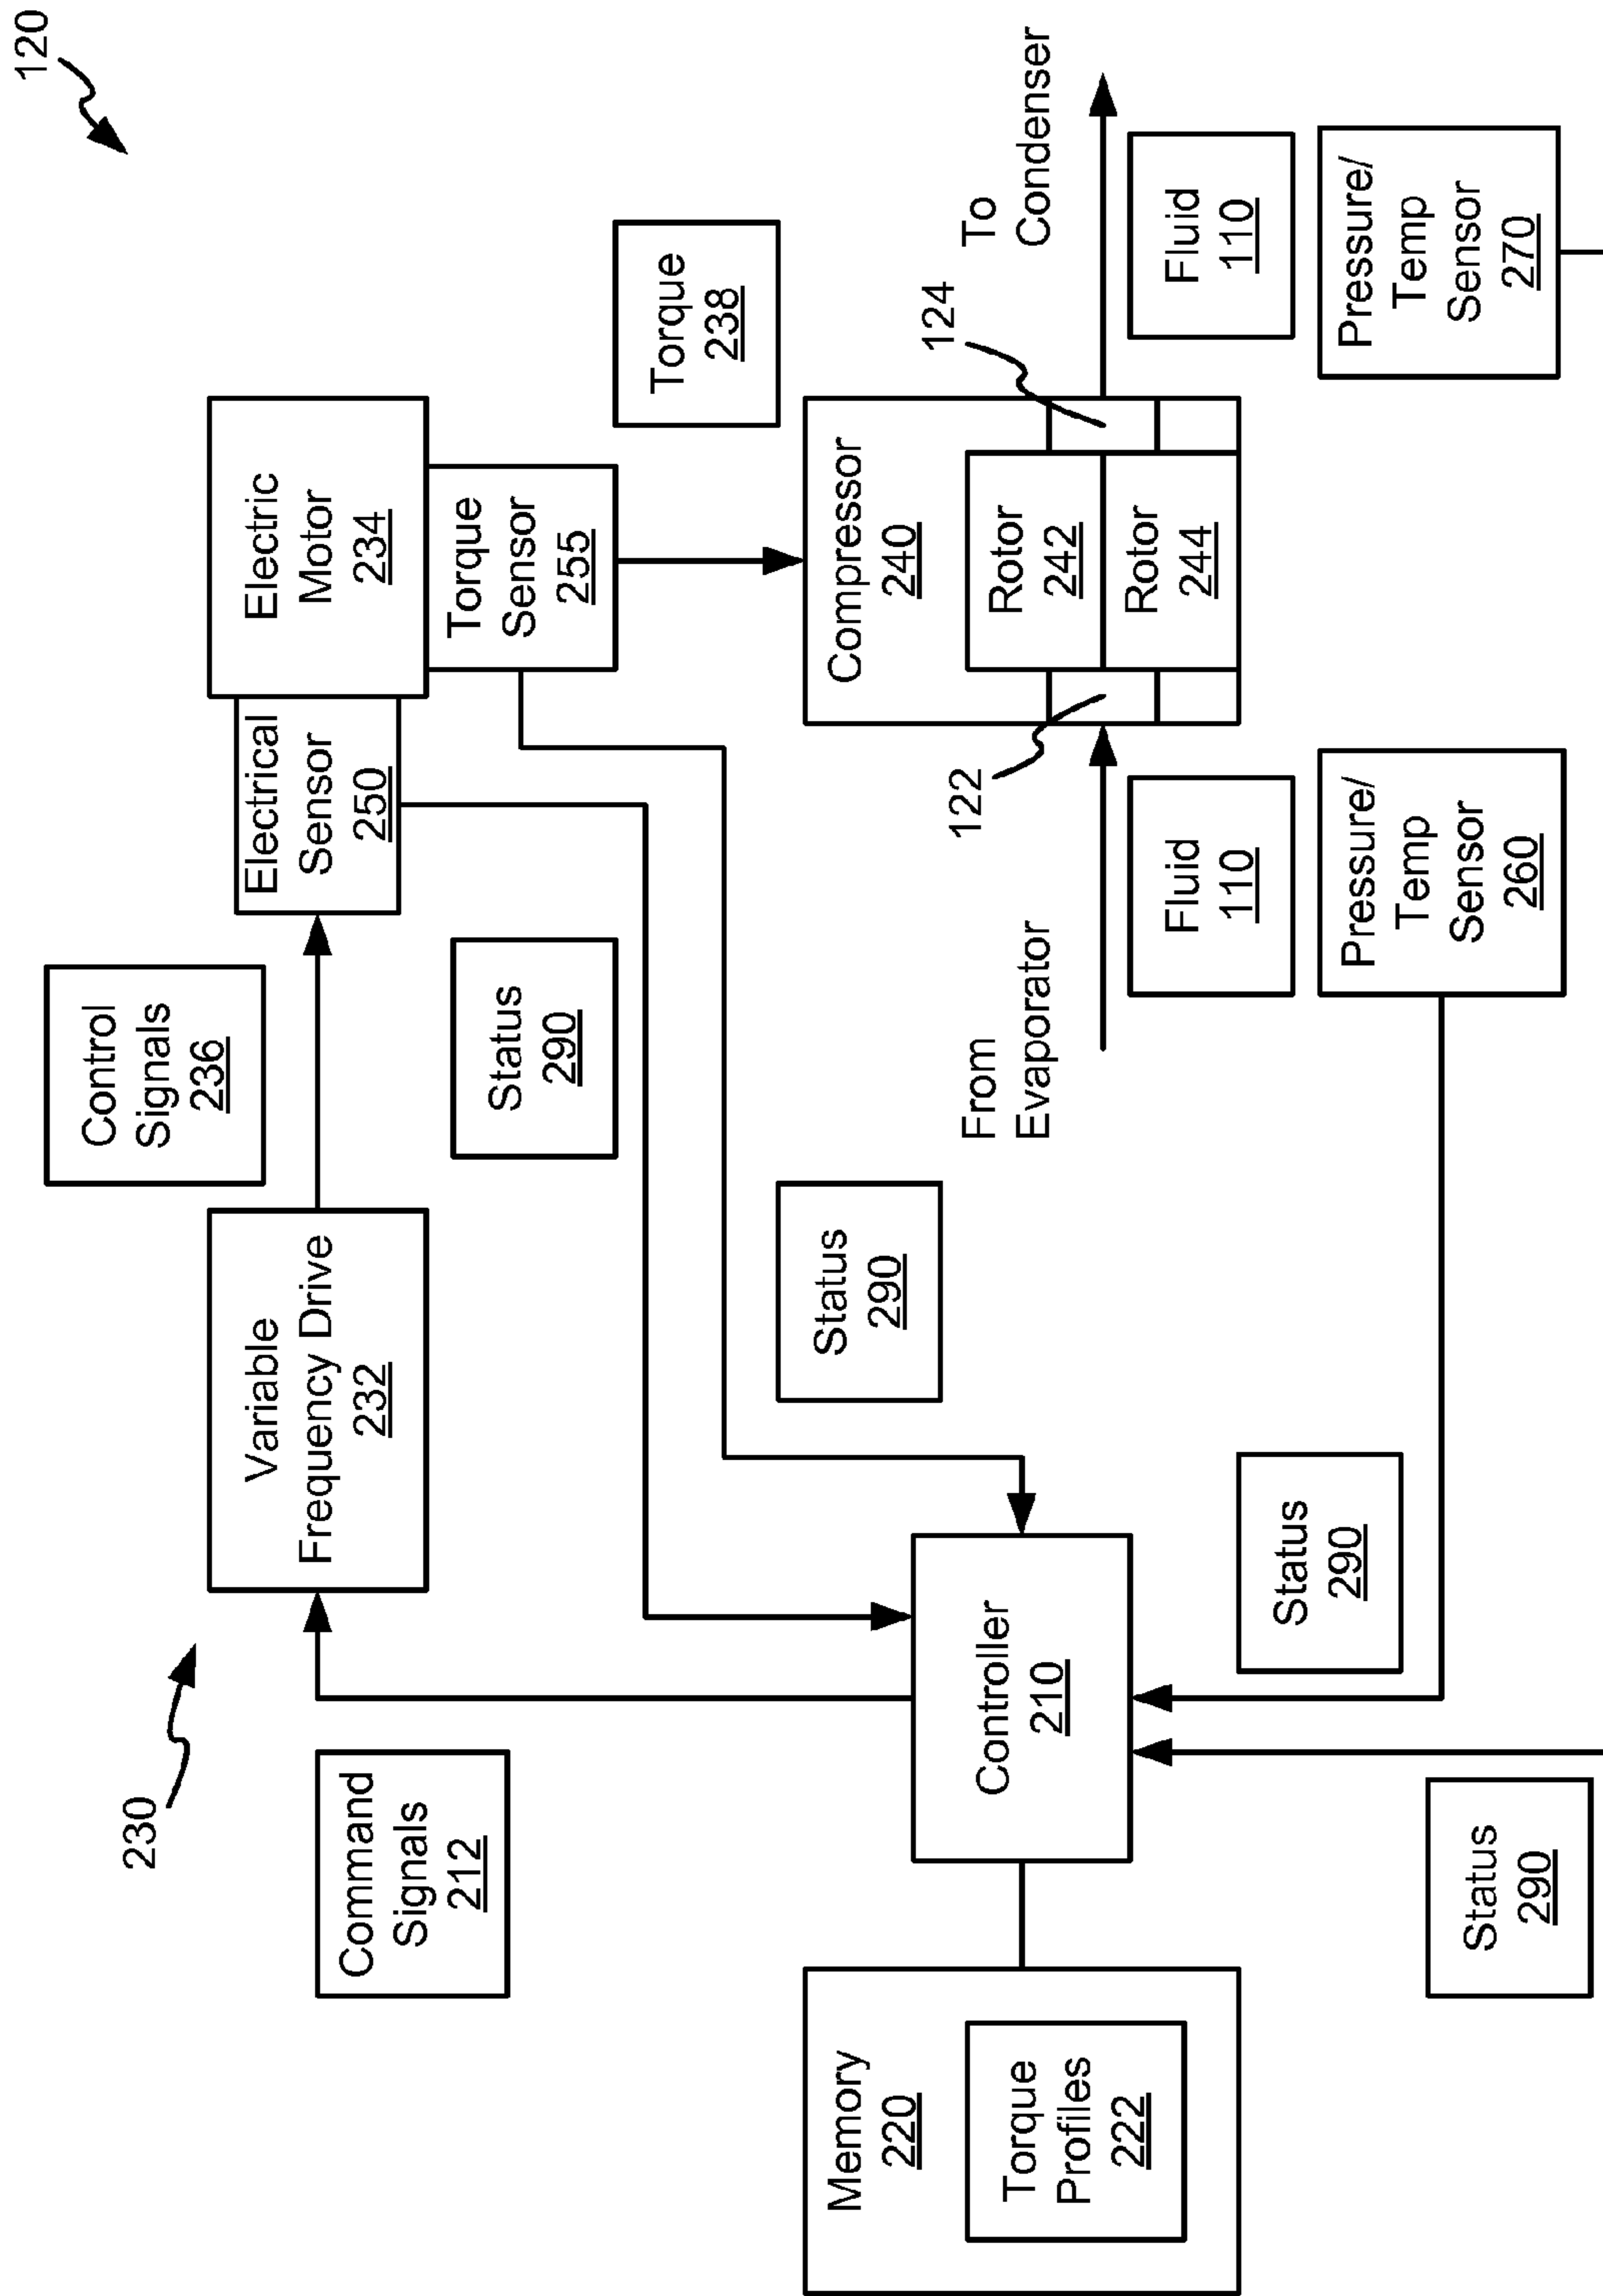 120
230
Control
Signals
236
Command
Signals
212
Variable
Frequency Drive
232
Electrical
Sensor
250
Electric
Motor
234
Torque
Sensor
255
Status
290
Torque
238
Status
290
Memory
220
Torque
Profiles
222
Controller
210
Compressor
240
Rotor
242
Rotor
244
122
124
From
Evaporator
To
Condenser
Fluid
110
Fluid
110
Status
290
Pressure/
Temp
Sensor
260
Pressure/
Temp
Sensor
270
Status
290